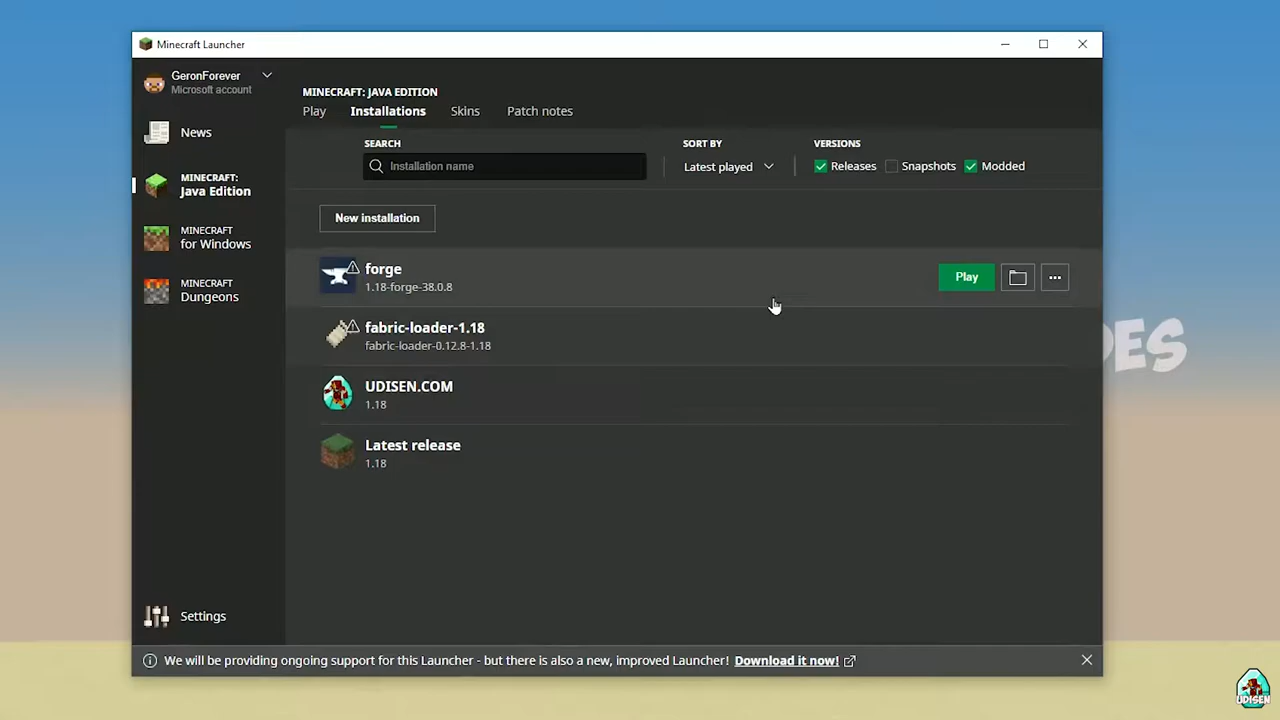 Minecraft Launcher
GeronForever
Microsoft account
News
MINECRAFT:
Java Edition
MINECRAFT
for Windows
MINECRAFT
Dungeons
Settings
MINECRAFT: JAVA EDITION
Play Installations Skins Patch notes
SEARCH SORT BY VERSIONS
Installation name Latest played Releases Snapshots Modded
New installation
forge
1.18-forge-38.0.8
Play
fabric-loader-1.18
fabric-loader-0.12.8-1.18
UDISEN.COM
1.18
Latest release
1.18
We will be providing ongoing support for this Launcher - but there is also a new, improved Launcher! Download it now!
UDISEN